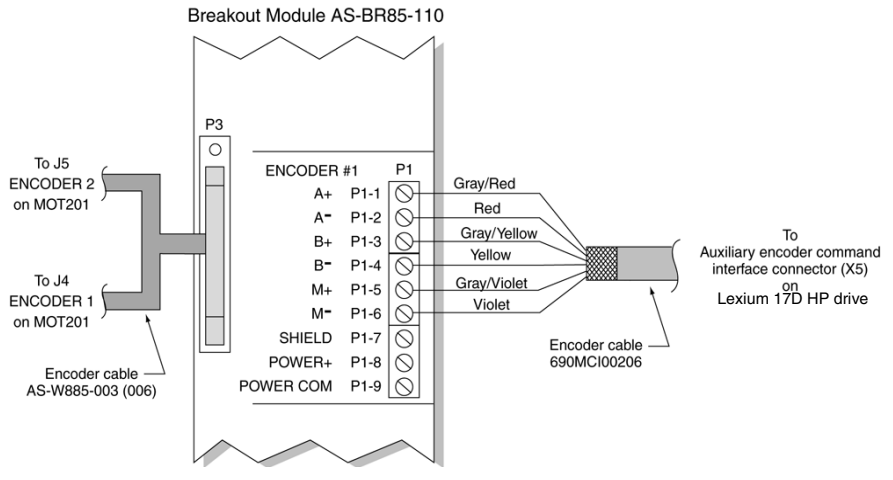 Breakout Module AS-BR85-110
P3
To J5
ENCODER 2
on MOT201
To J4
ENCODER 1
on MOT201
Encoder cable
AS-W885-003 (006)
ENCODER #1 P1
A+ P1-1 Gray/Red
A- P1-2 Red
B+ P1-3 Gray/Yellow
B- P1-4 Yellow
M+ P1-5 Gray/Violet
M- P1-6 Violet
SHIELD P1-7
POWER+ P1-8
POWER COM P1-9
Encoder cable
690MCI00206
To
Auxiliary encoder command
interface connector (X5)
on
Lexium 17D HP drive